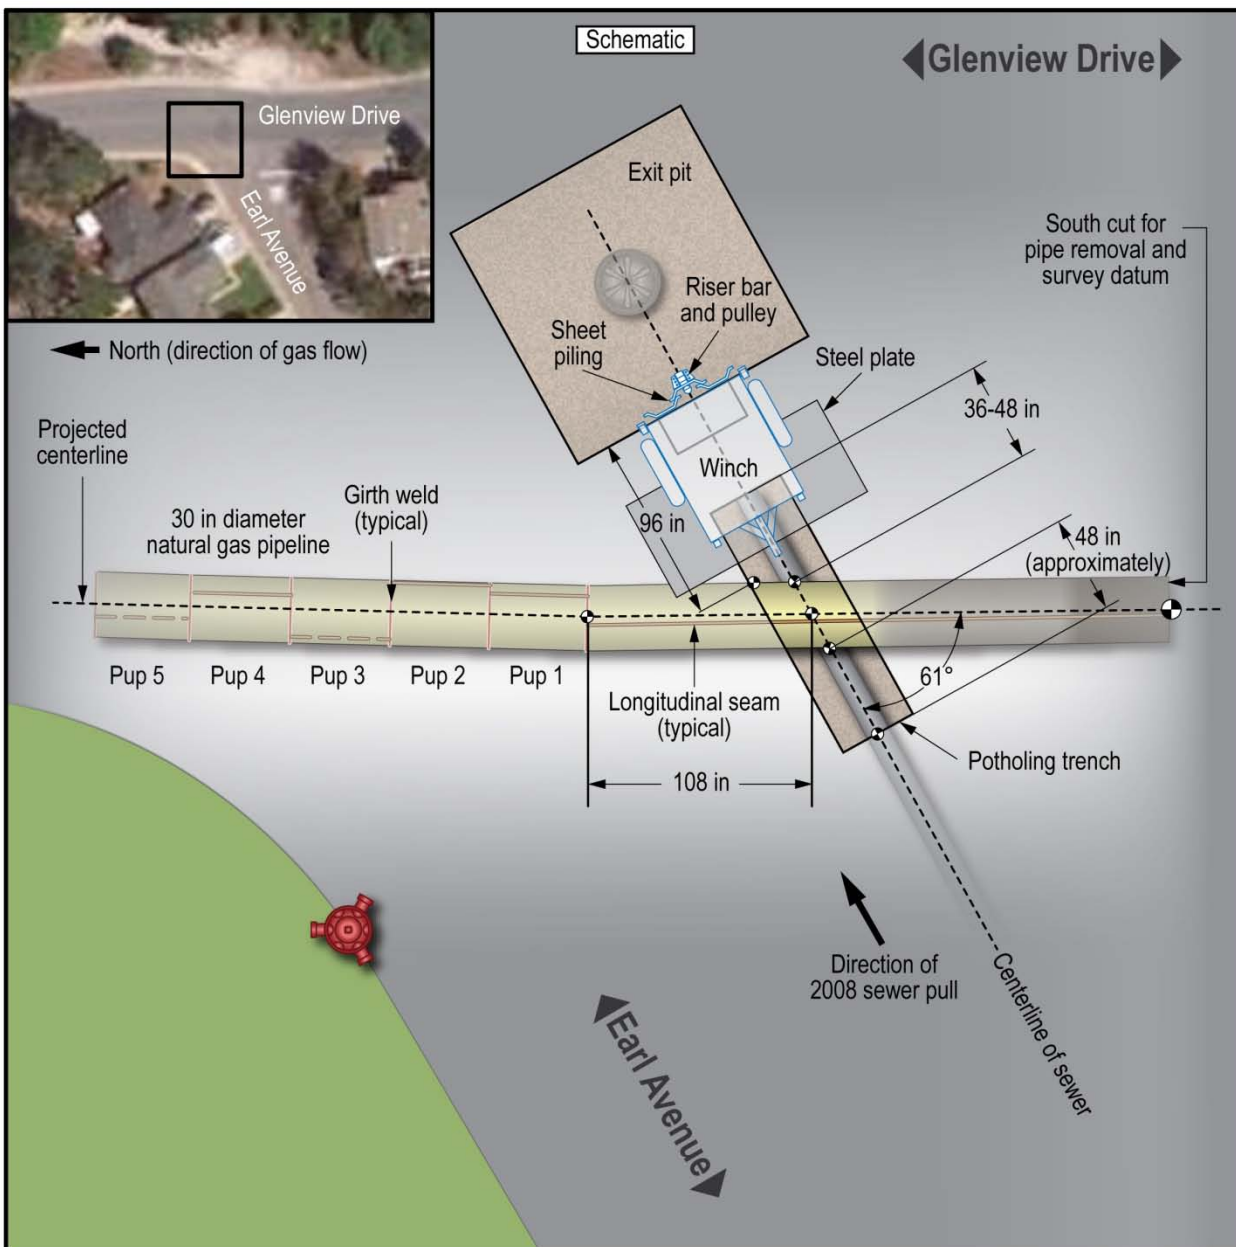 Schematic
Glenview Drive
Glenview Drive
Earl Avenue
Exit pit
South cut for
pipe removal and
survey datum
Riser bar
and pulley
Sheet
piling
North (direction of gas flow)
Steel plate
36-48 in
Projected
centerline
Winch
Girth weld
(typical)
30 in diameter
natural gas pipeline
96 in
48 in
(approximately)
Pup 5
Pup 4
Pup 3
Pup 2
Pup 1
61°
Longitudinal seam
(typical)
Potholing trench
108 in
Direction of
2008 sewer pull
Centerline of sewer
Earl Avenue